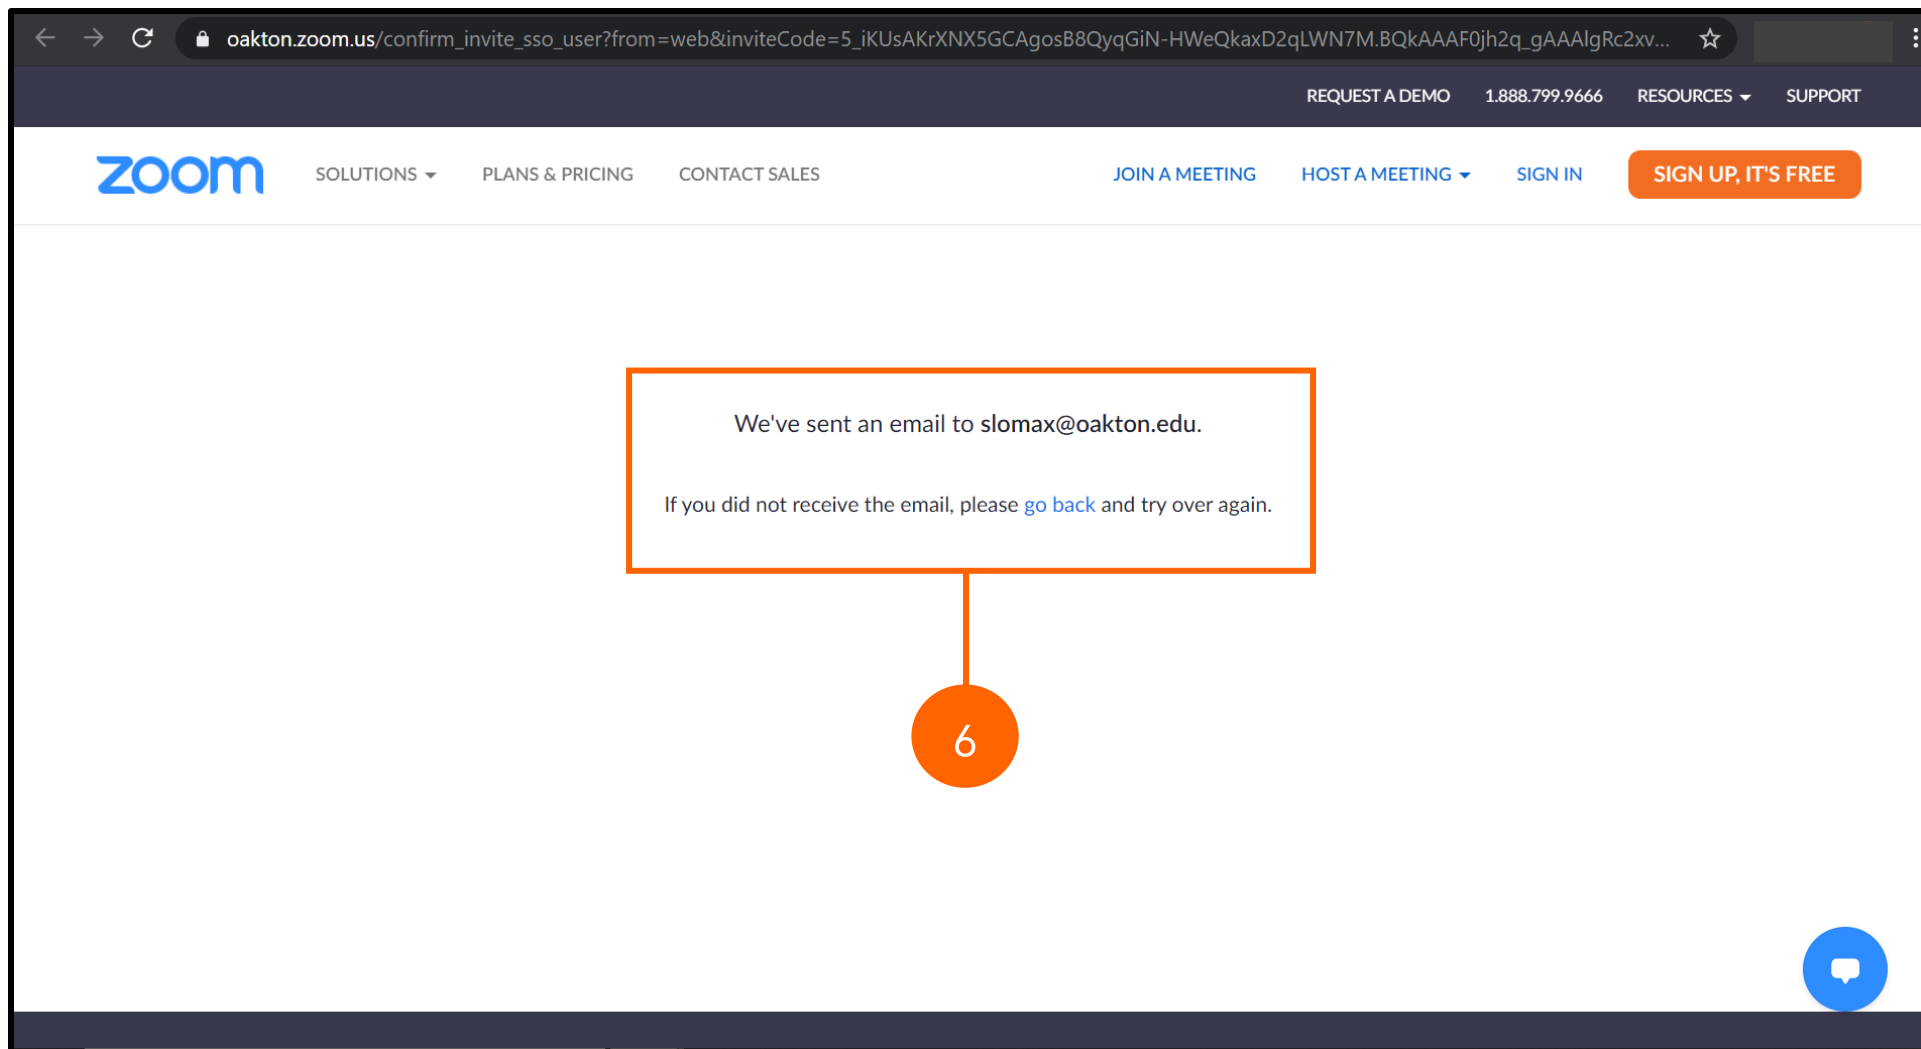 oakton.zoom.us/confirm_invite_sso_user?from=web&inviteCode=5_iKUsAKrXNX5GCAgosB8QyqGiN-HWeQkaxD2qLWN7M.BQkAAAF0jh2q_gAAAlgRc2xv...
REQUEST A DEMO 1.888.799.9666 RESOURCES SUPPORT
zoom SOLUTIONS PLANS & PRICING CONTACT SALES JOIN A MEETING HOST A MEETING SIGN IN SIGN UP, IT'S FREE
We've sent an email to slomax@oakton.edu.
If you did not receive the email, please go back and try over again.
6